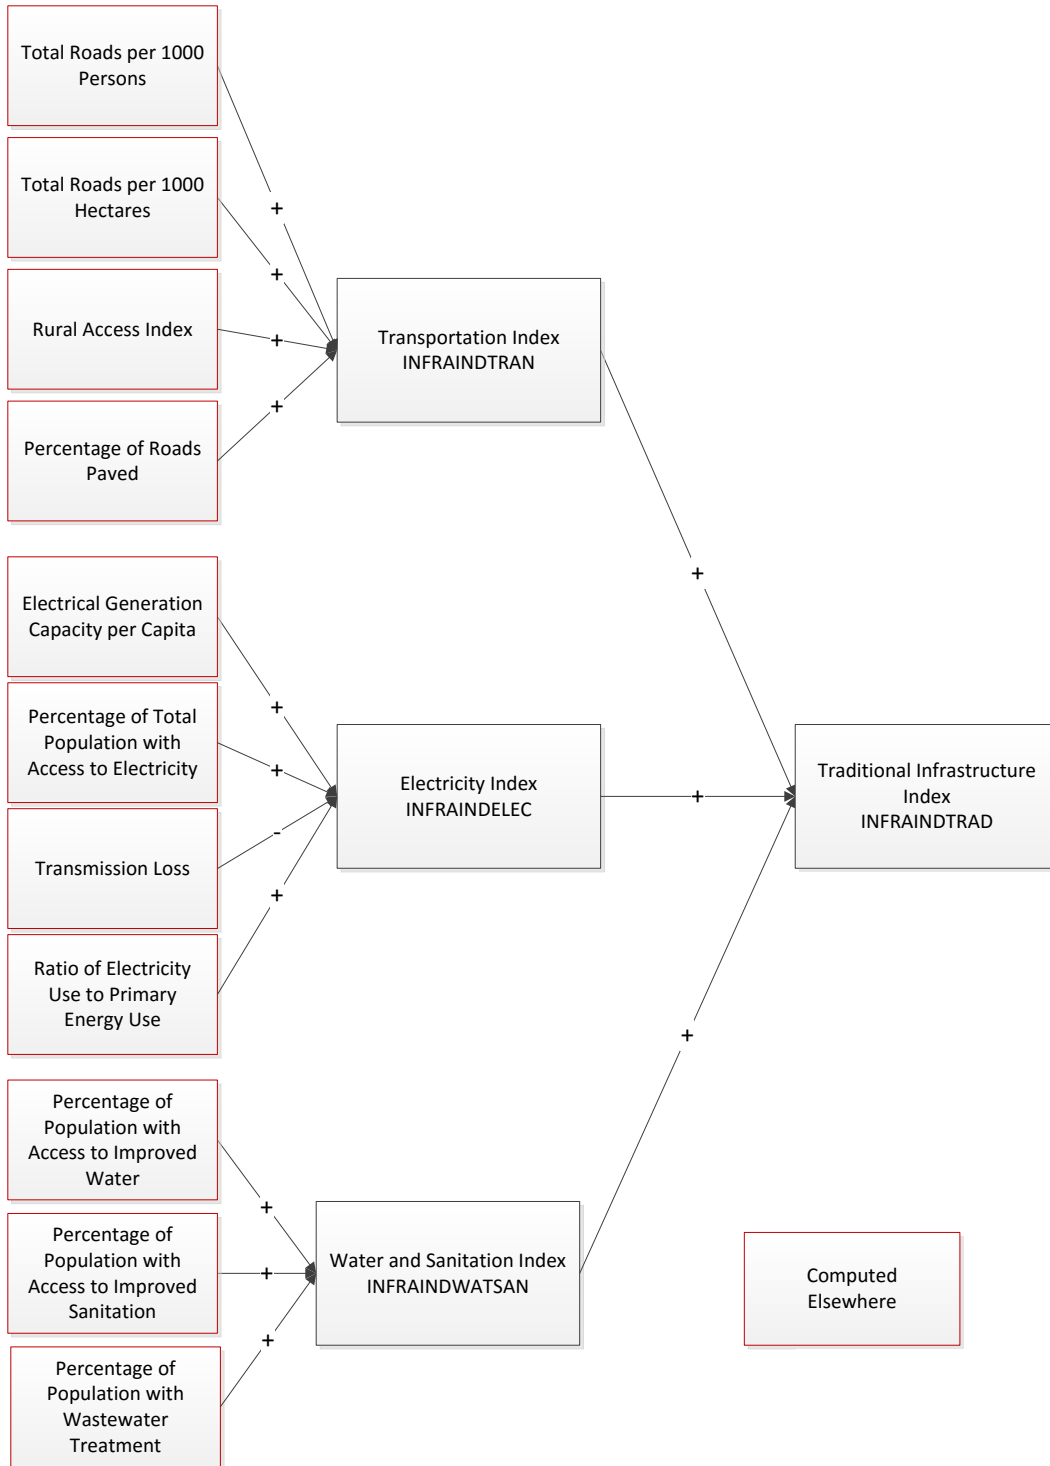 Total Roads per 1000
Persons
+
Total Roads per 1000
Hectares
+
Rural Access Index
+
Percentage of Roads
Paved
+
Transportation Index
INFRAINDTRAN
+
Electrical Generation
Capacity per Capita
+
Percentage of Total
Population with
Access to Electricity
+
Transmission Loss
-
Ratio of Electricity
Use to Primary
Energy Use
+
Electricity Index
INFRAINDELEC
+
Traditional Infrastructure
Index
INFRAINDTRAD
Percentage of
Population with
Access to Improved
Water
+
Percentage of
Population with
Access to Improved
Sanitation
+
Percentage of
Population with
Wastewater
Treatment
+
Water and Sanitation Index
INFRAINDWATSAN
+
Computed
Elsewhere